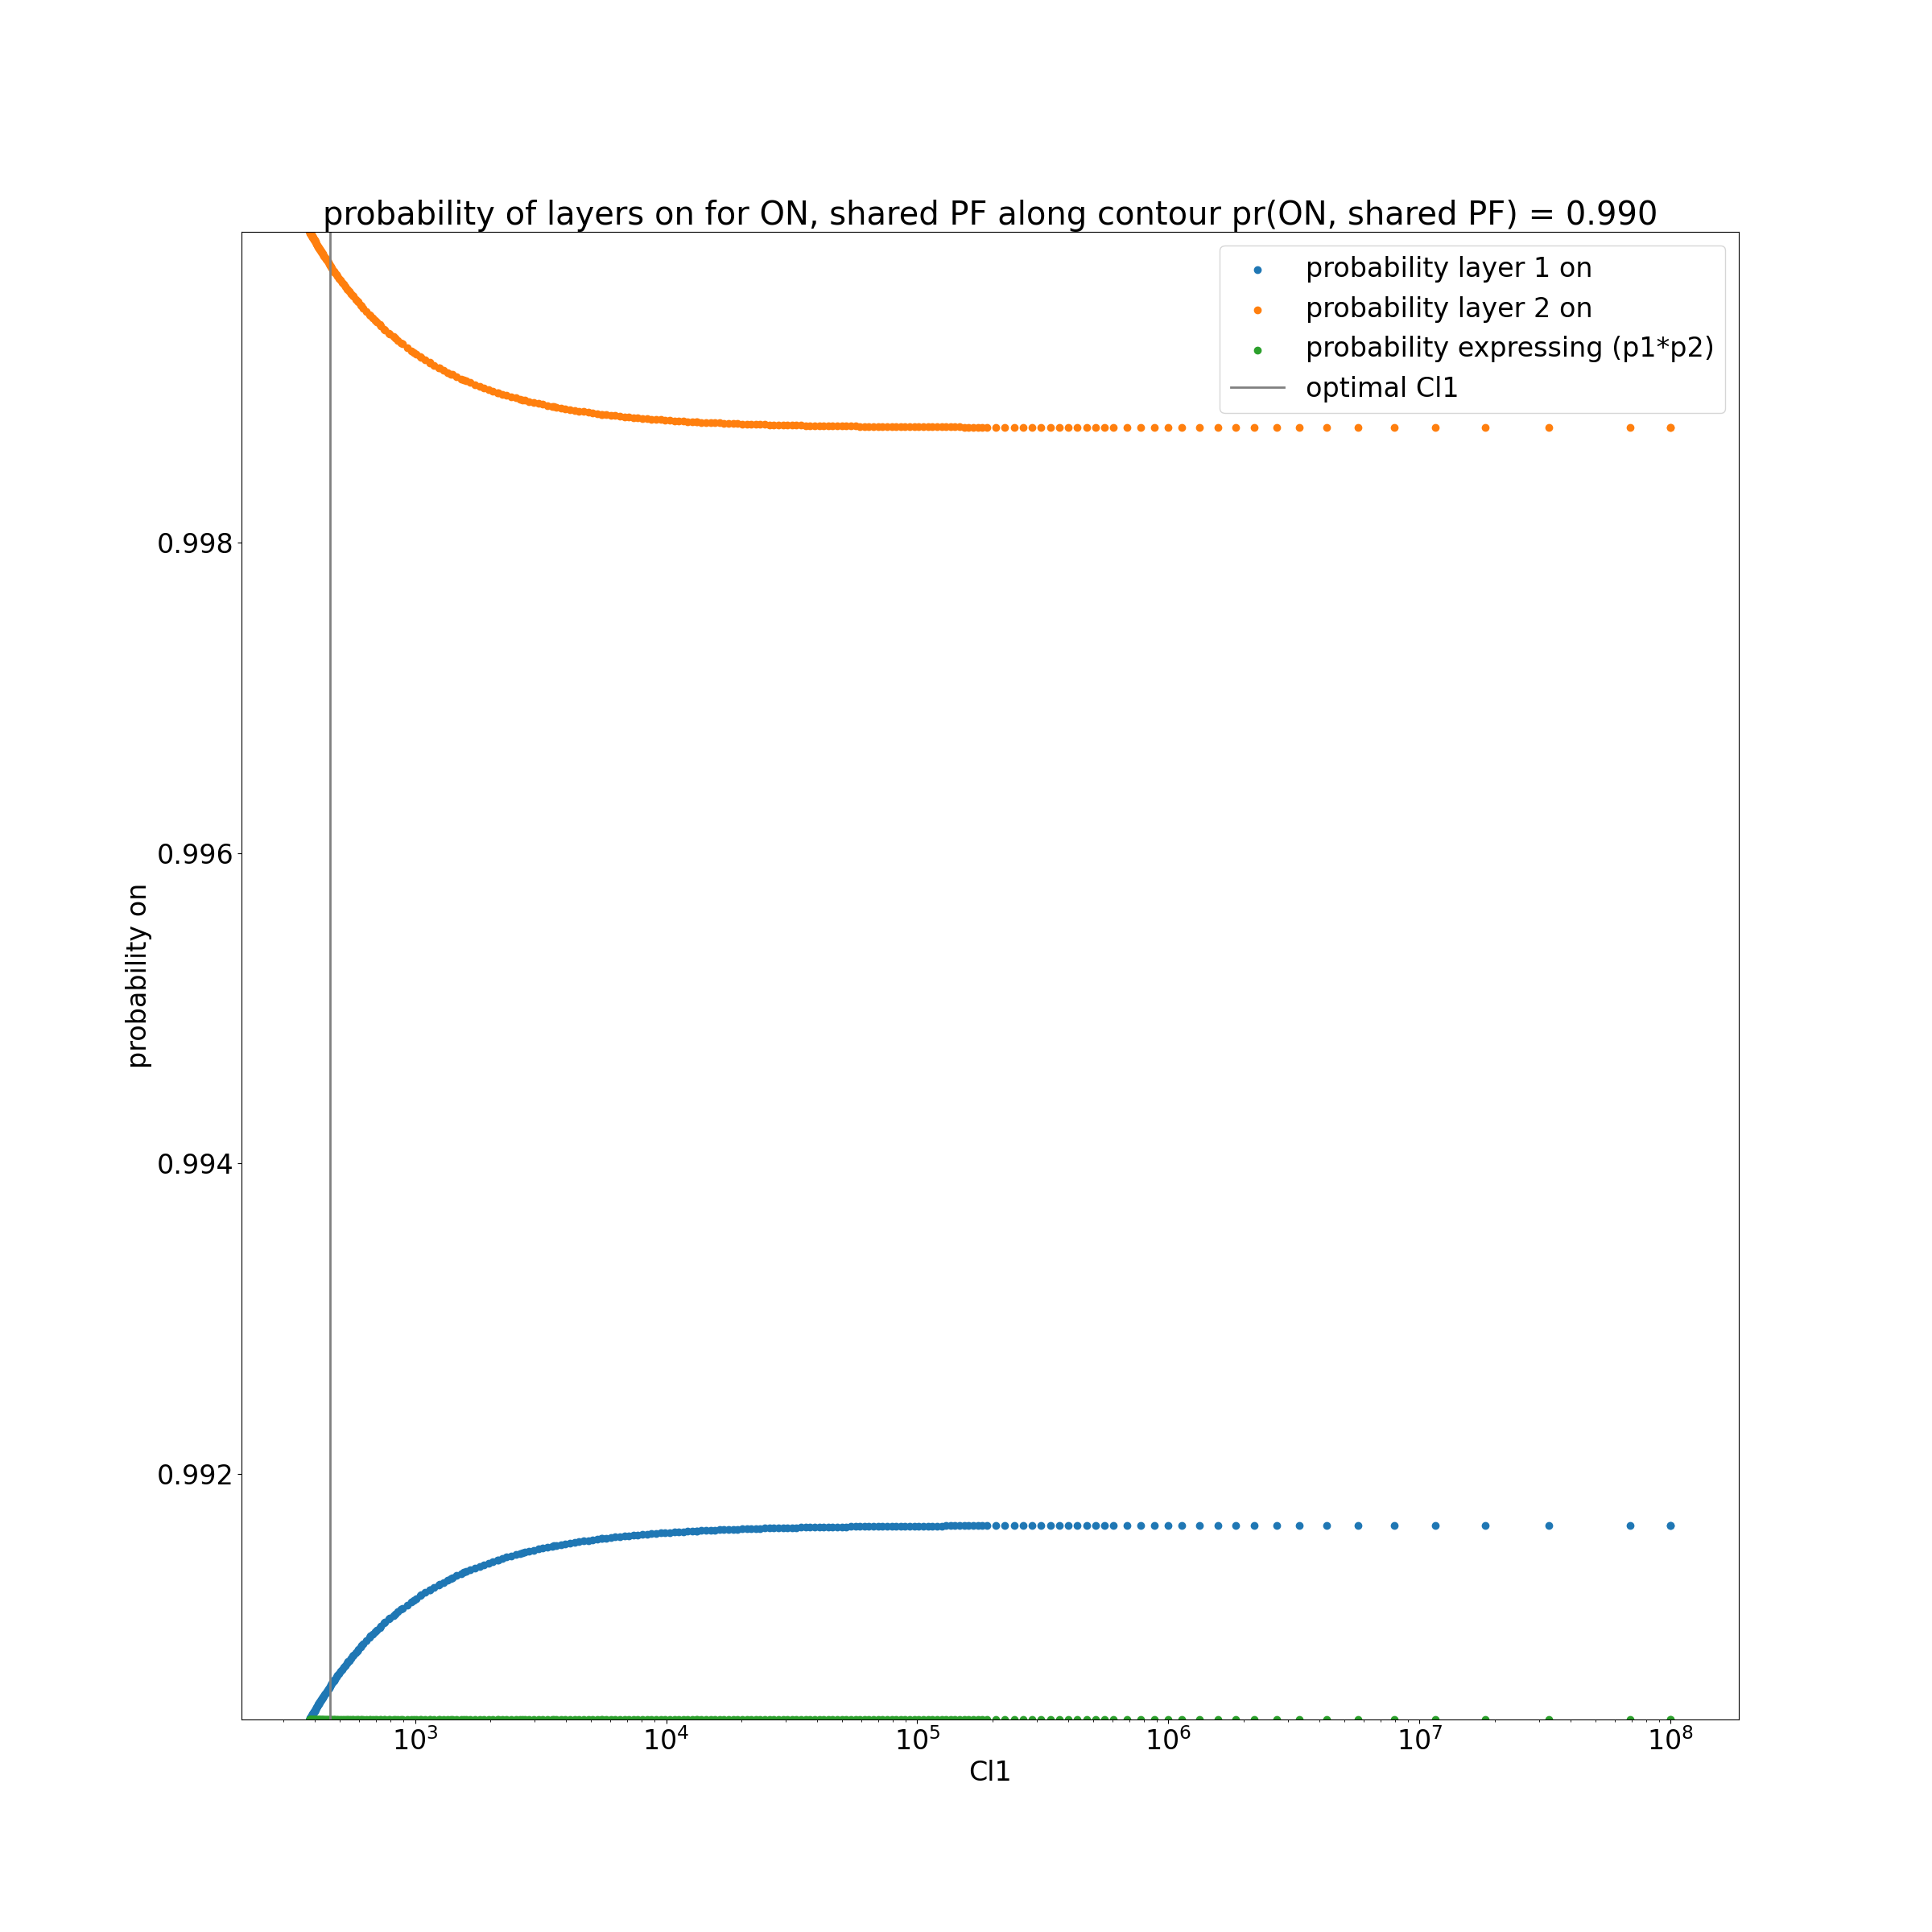 probability of layers on for ON, shared PF along contour pr(ON, shared PF) = 0.990
probability layer 1 on
probability layer 2 on
probability expressing (p1*p2)
optimal Cl1
0.998
0.996
0.994
0.992
probability on
10³ 10⁴ 10⁵ 10⁶ 10⁷ 10⁸
Cl1